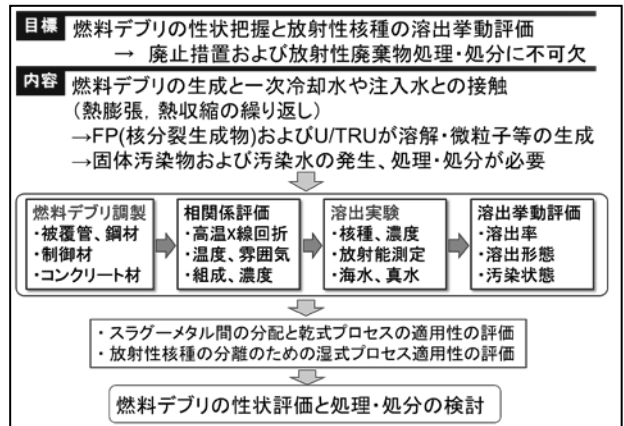 目標 燃料デブリの性状把握と放射性核種の溶出挙動評価
→ 廃止措置および放射性廃棄物処理・処分に不可欠
内容 燃料デブリの生成と一次冷却水や注入水との接触
（熱膨張，熱収縮の繰り返し）
→FP(核分裂生成物)およびU/TRUが溶解・微粒子等の生成
→固体汚染物および汚染水の発生、処理・処分が必要
燃料デブリ調製
・被覆管、鋼材
・制御材
・コンクリート材
相関係評価
・高温X線回折
・温度、雰囲気
・組成、濃度
溶出実験
・核種、濃度
・放射能測定
・海水、真水
溶出挙動評価
・溶出率
・溶出形態
・汚染状態
・スラグーメタル間の分配と乾式プロセスの適用性の評価
・放射性核種の分離のための湿式プロセス適用性の評価
燃料デブリの性状評価と処理・処分の検討